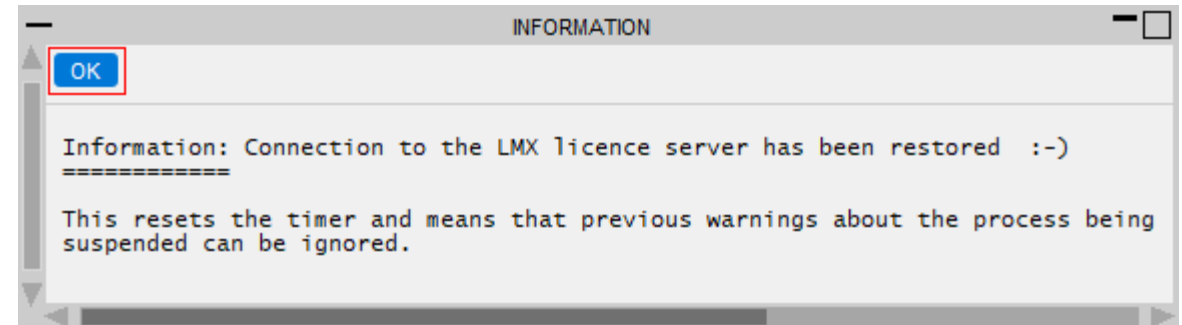 INFORMATION
OK
Information: Connection to the LMX licence server has been restored  :-)
============
This resets the timer and means that previous warnings about the process being
suspended can be ignored.